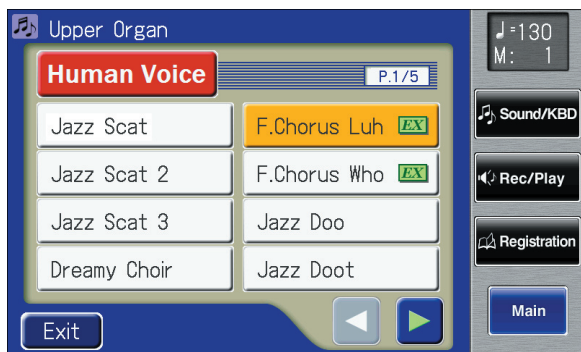 Upper Organ
Human Voice
P.1/5
Jazz Scat
F.Chorus Luh EX
Jazz Scat 2
F.Chorus Who EX
Jazz Scat 3
Jazz Doo
Dreamy Choir
Jazz Doot
Exit
♩=130
M: 1
Sound/KBD
Rec/Play
Registration
Main